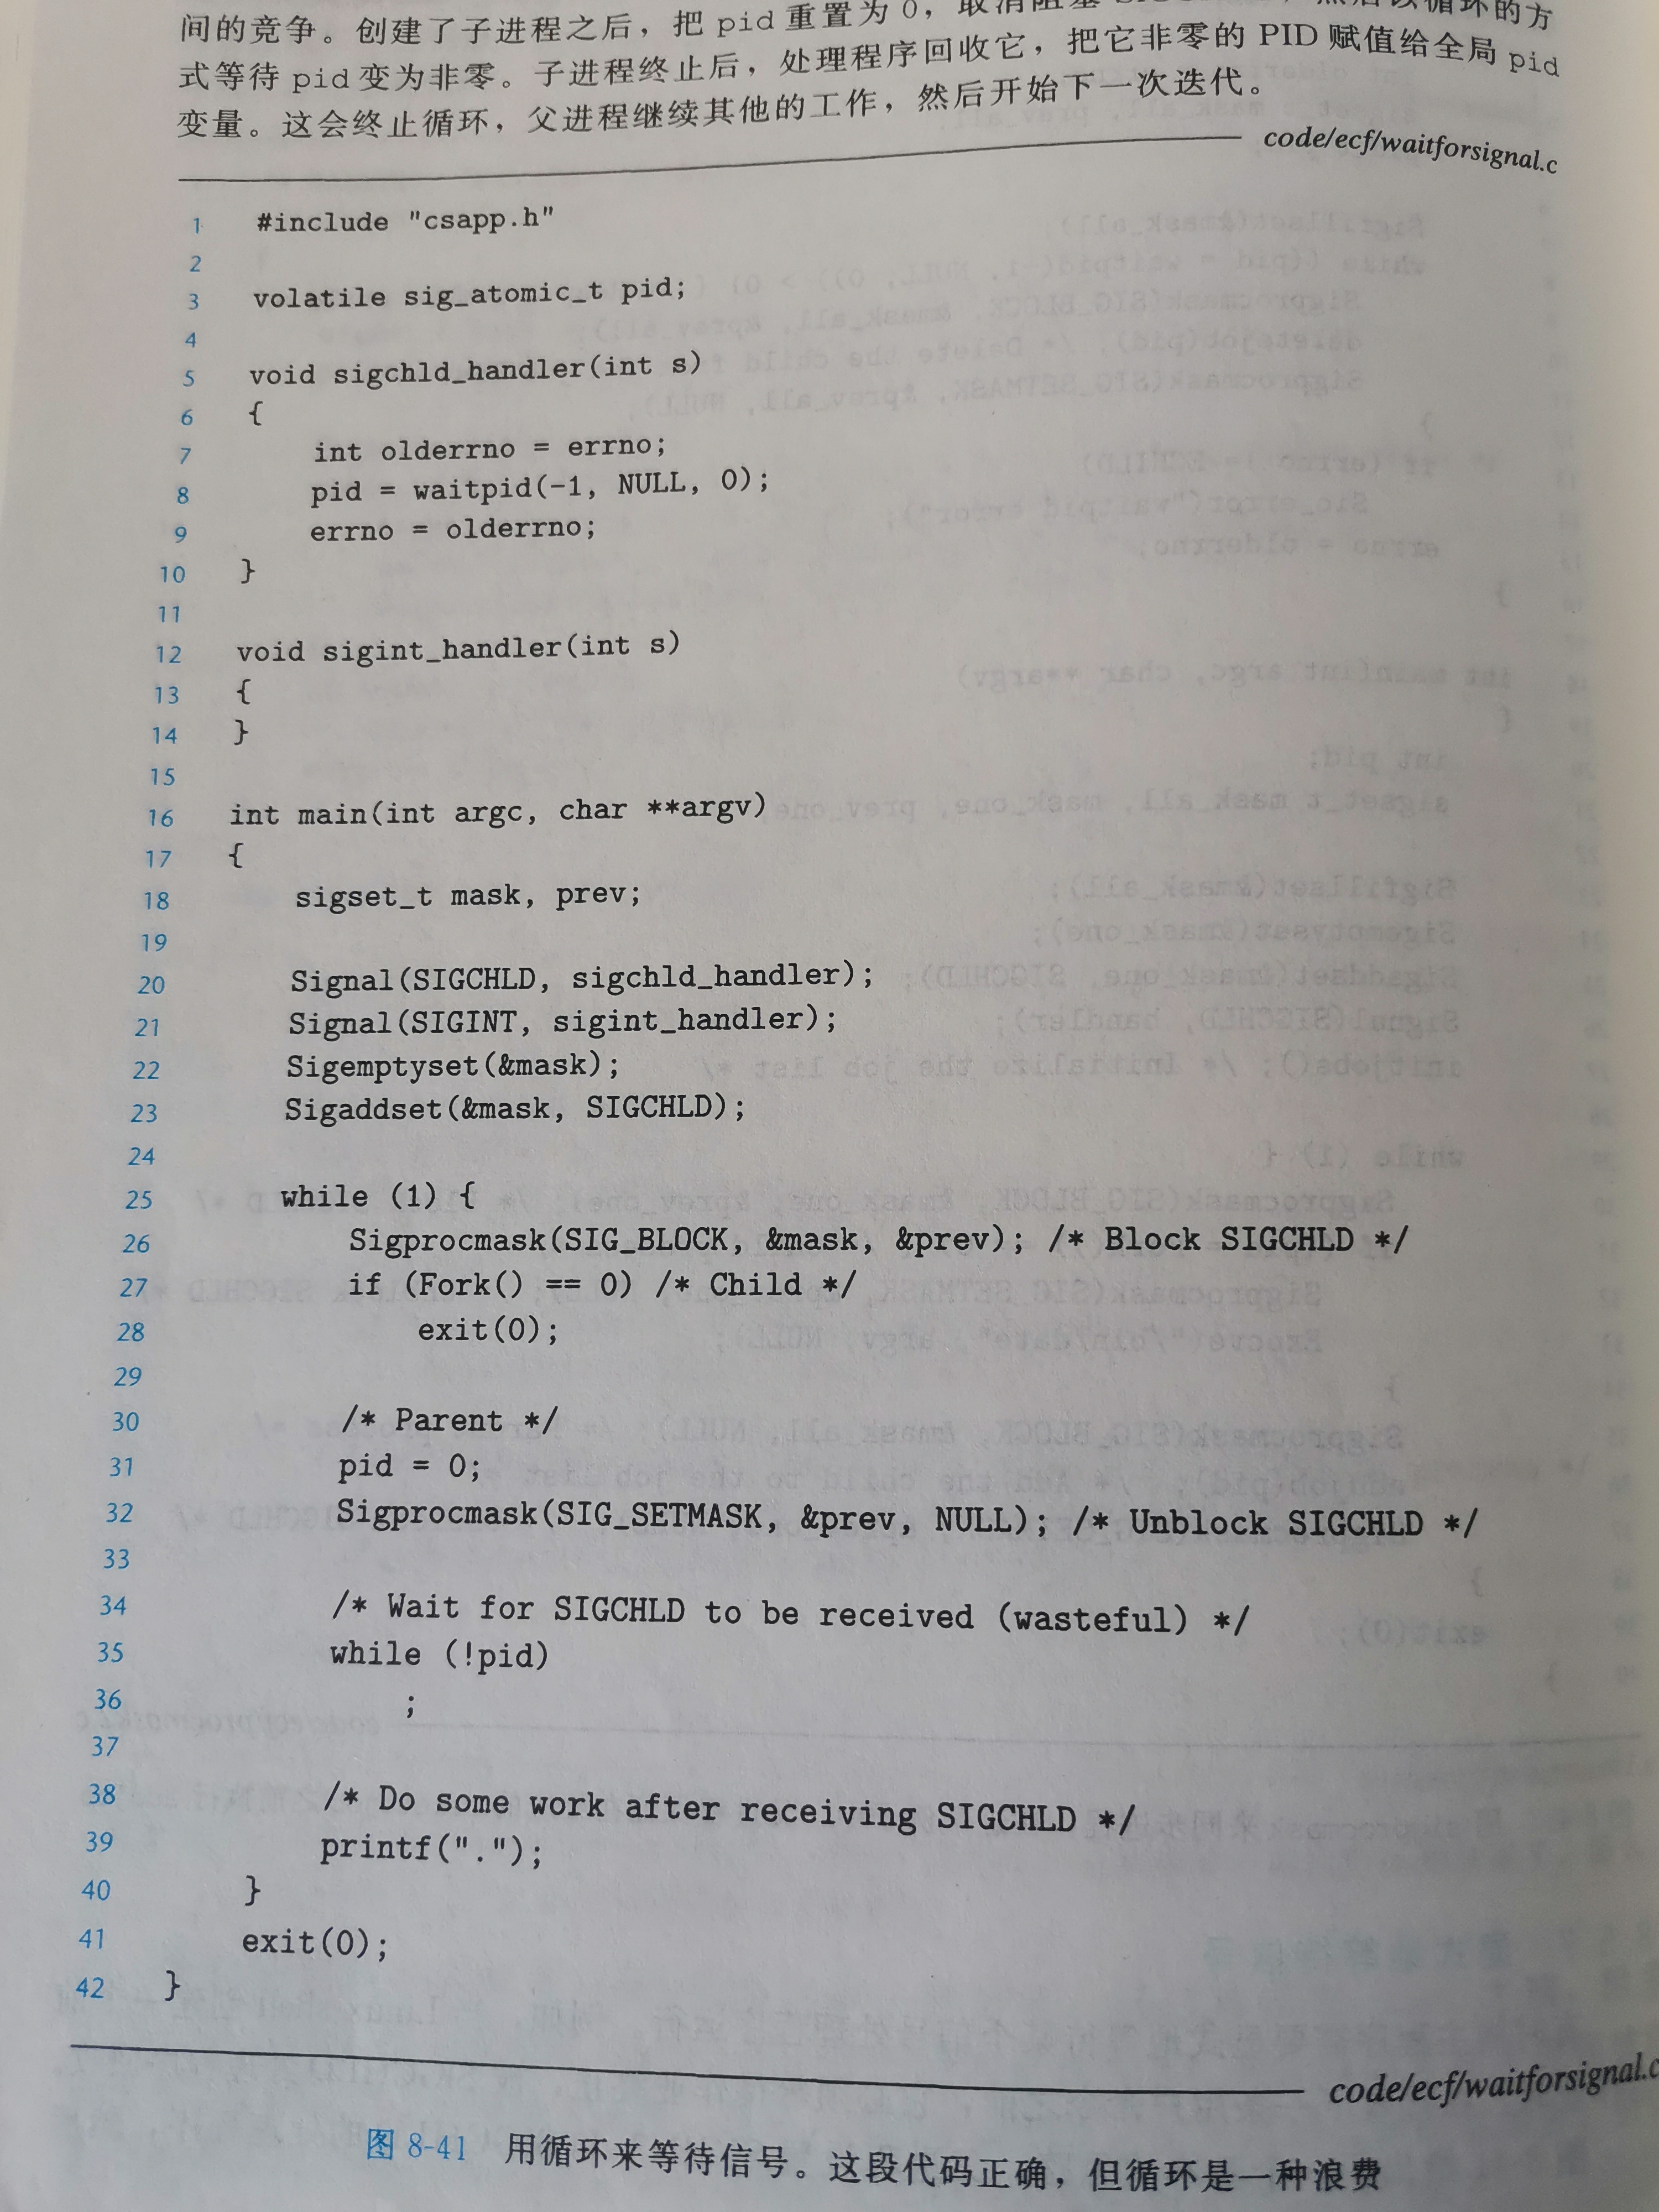 间的竞争。创建了子进程之后，把 pid 重置为 0，取消阻塞 的方
式等待 pid 变为非零。子进程终止后，处理程序回收它，把它非零的 PID 赋值给全局 pid
变量。这会终止循环，父进程继续其他的工作，然后开始下一次迭代。
code/ecf/waitforsignal.c
1 #include "csapp.h"
2
3 volatile sig_atomic_t pid;
4
5 void sigchld_handler(int s)
6 {
7 int olderrno = errno;
8 pid = waitpid(-1, NULL, 0);
9 errno = olderrno;
10 }
11
12 void sigint_handler(int s)
13 {
14 }
15
16 int main(int argc, char **argv)
17 {
18 sigset_t mask, prev;
19
20 Signal(SIGCHLD, sigchld_handler);
21 Signal(SIGINT, sigint_handler);
22 Sigemptyset(&mask);
23 Sigaddset(&mask, SIGCHLD);
24
25 while (1) {
26 Sigprocmask(SIG_BLOCK, &mask, &prev); /* Block SIGCHLD */
27 if (Fork() == 0) /* Child */
28 exit(0);
29
30 /* Parent */
31 pid = 0;
32 Sigprocmask(SIG_SETMASK, &prev, NULL); /* Unblock SIGCHLD */
33
34 /* Wait for SIGCHLD to be received (wasteful) */
35 while (!pid)
36 ;
37
38 /* Do some work after receiving SIGCHLD */
39 printf(".");
40 }
41 exit(0);
42 }
code/ecf/waitforsignal.c
图 8-41 用循环来等待信号。这段代码正确，但循环是一种浪费